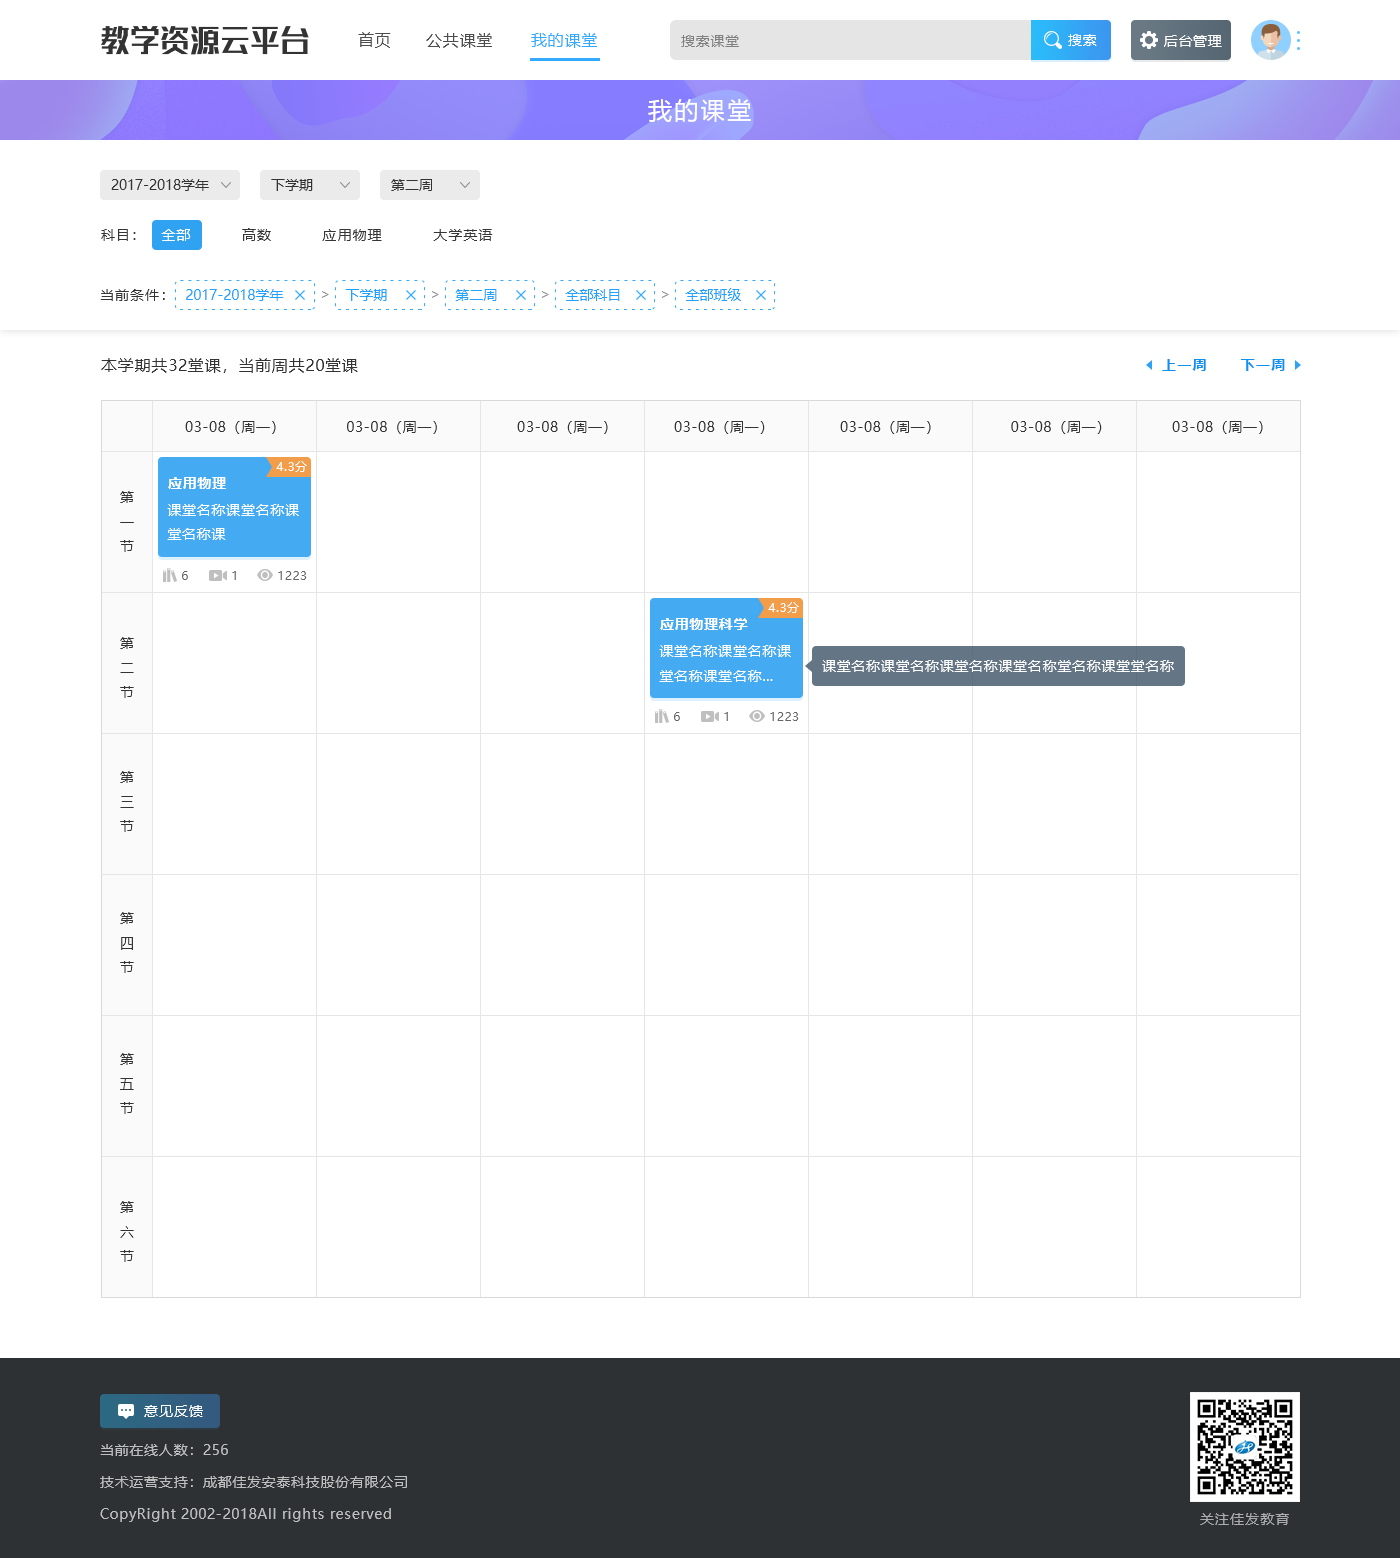 教学资源云平台 首页 公共课堂 我的课堂 搜索课堂 搜索 后台管理
我的课堂
2017-2018学年 下学期 第二周
科目： 全部 高数 应用物理 大学英语
当前条件： 2017-2018学年 × > 下学期 × > 第二周 × > 全部科目 × > 全部班级 ×
本学期共32堂课，当前周共20堂课 上一周 下一周
03-08（周一） 03-08（周一） 03-08（周一） 03-08（周一） 03-08（周一） 03-08（周一） 03-08（周一）
第一节
4.3分
应用物理
课堂名称课堂名称课
堂名称课
6 1 1223
第二节
4.3分
应用物理科学
课堂名称课堂名称课
堂名称课堂名称...
6 1 1223
课堂名称课堂名称课堂名称课堂名称堂名称课堂堂名称
第三节
第四节
第五节
第六节
意见反馈
当前在线人数：256
技术运营支持：成都佳发安泰科技股份有限公司
CopyRight 2002-2018All rights reserved
关注佳发教育